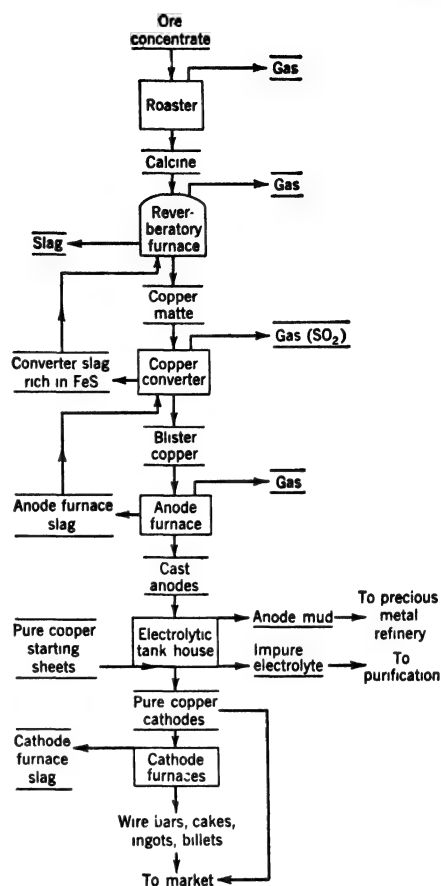 Ore
concentrate
Gas
Roaster
Calcine
Gas
Rever-
beratory
furnace
Slag
Copper
matte
Gas (SO₂)
Converter slag
rich in FeS
Copper
converter
Blister
copper
Gas
Anode furnace
slag
Anode
furnace
Cast
anodes
Pure copper
starting
sheets
Electrolytic
tank house
Anode mud
To precious
metal
refinery
Impure
electrolyte
To
purification
Pure copper
cathodes
Cathode
furnace
slag
Cathode
furnaces
Wire bars, cakes,
ingots, billets
To market